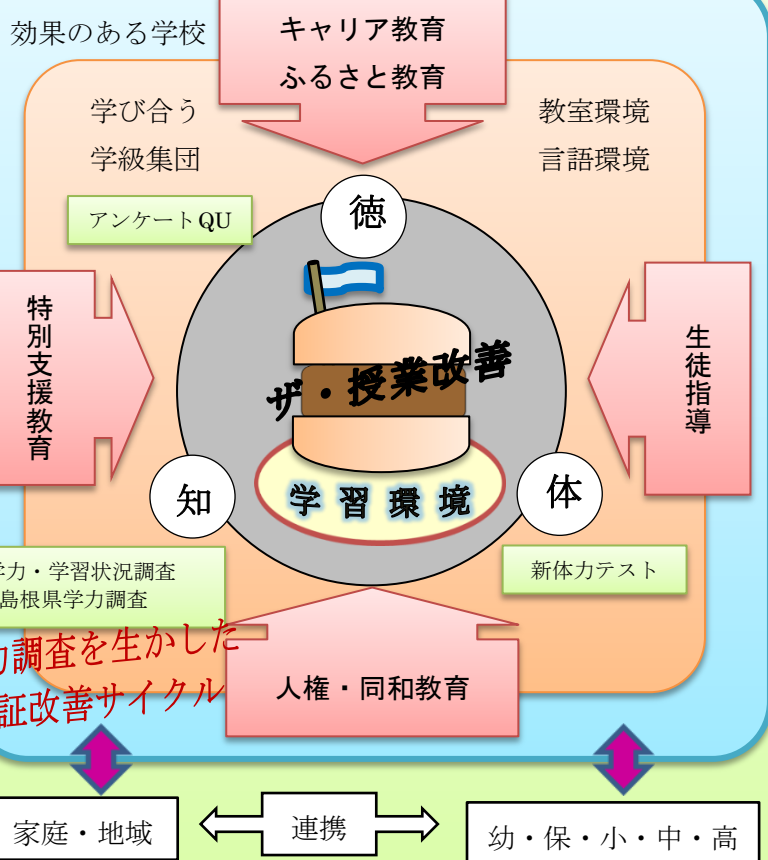 効果のある学校
キャリア教育
ふるさと教育
学び合う
学級集団
教室環境
言語環境
アンケートQU
徳
特別支援教育
ザ・授業改善
生徒指導
学習環境
知
体
学力・学習状況調査
島根県学力調査
新体力テスト
調査を生かした
証改善サイクル
人権・同和教育
家庭・地域
連携
幼・保・小・中・高